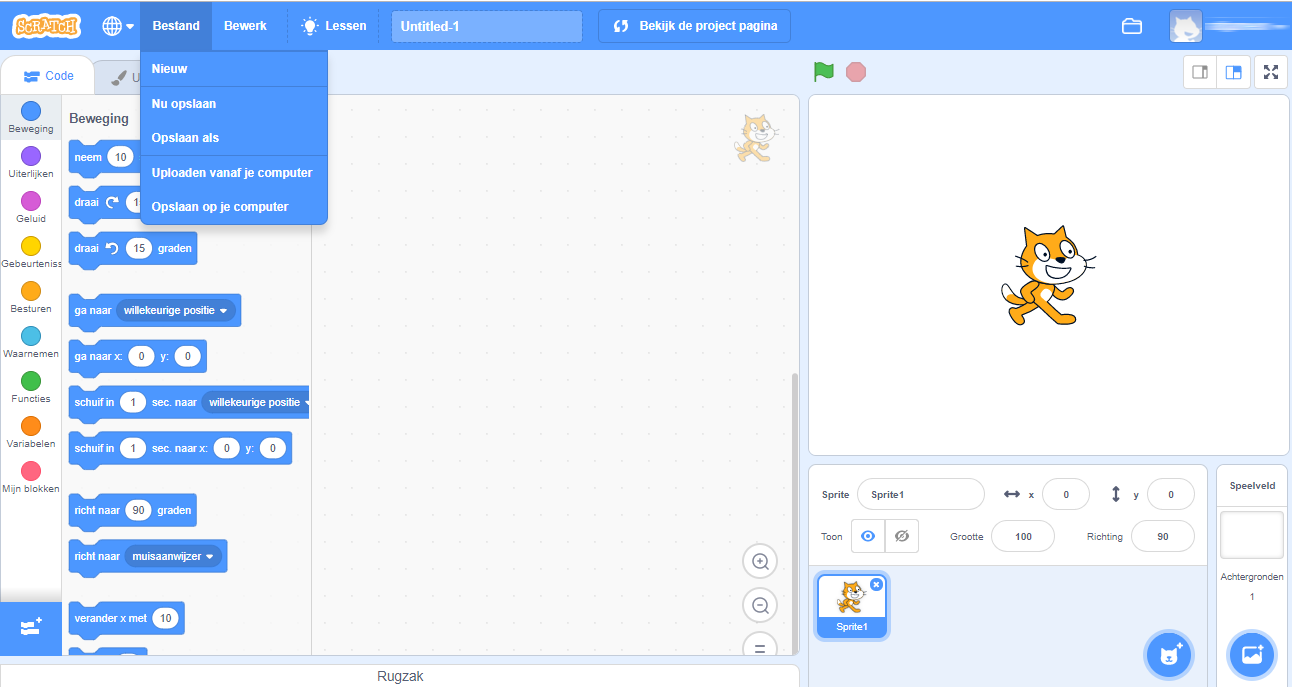 SCRATCH Bestand Bewerk Lessen Untitled-1 Bekijk de project pagina
Nieuw
Nu opslaan
Opslaan als
Uploaden vanaf je computer
Opslaan op je computer
Code U
Beweging
Uiterlijken
Geluid
Gebeurteniss
Besturen
Waarnemen
Functies
Variabelen
Mijn blokken
Beweging
neem 10
draai 1
draai 15 graden
ga naar willekeurige positie
ga naar x: 0 y: 0
schuif in 1 sec. naar willekeurige positie
schuif in 1 sec. naar x: 0 y: 0
richt naar 90 graden
richt naar muisaanwijzer
verander x met 10
Rugzak
Sprite Sprite1 x 0 y 0
Toon Grootte 100 Richting 90
Sprite1
Speelveld
Achtergronden
1